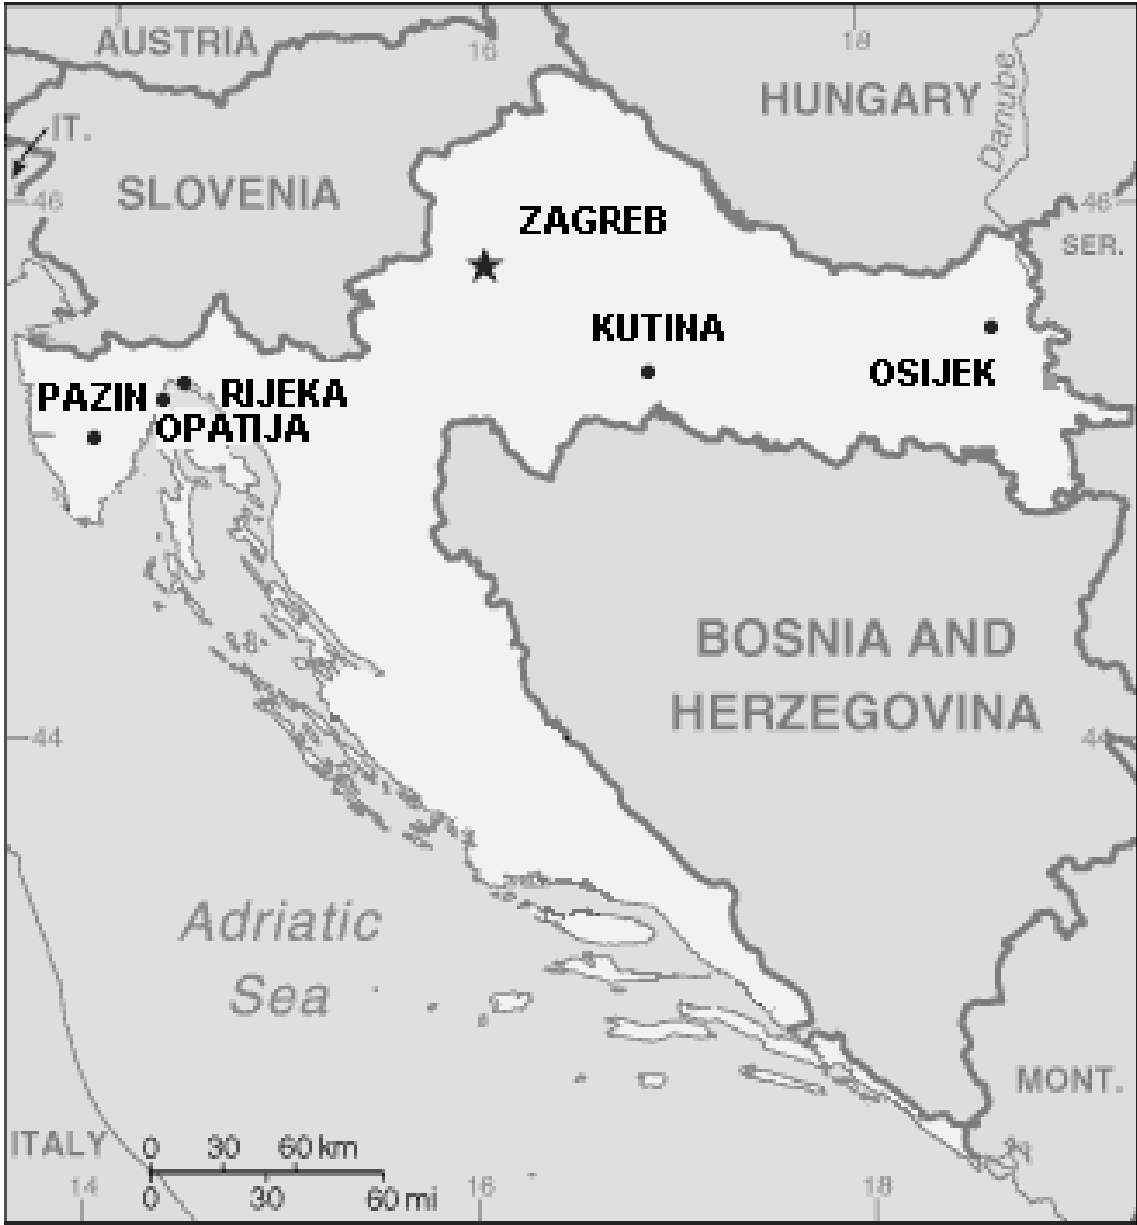 AUSTRIA
16
18
HUNGARY
Danube
IT.
SLOVENIA
46
46
ZAGREB
SER.
KUTINA
OSIJEK
PAZIN
RIJEKA
OPATIJA
BOSNIA AND
HERZEGOVINA
44
44
Adriatic
Sea
MONT.
ITALY
0 30 60 km
0 30 60 mi
14
16
18